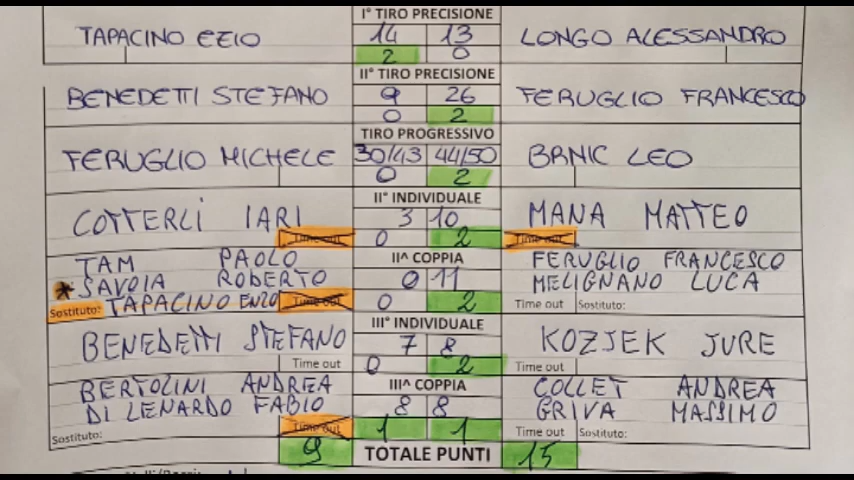 I° TIRO PRECISIONE
TAPACINO EZIO 14 13 LONGO ALESSANDRO
2 0
II° TIRO PRECISIONE
BENEDETTI STEFANO 9 26 FERUGLIO FRANCESCO
0 2
TIRO PROGRESSIVO
FERUGLIO MICHELE 30/43 44/50 BRNIC LEO
0 2
II° INDIVIDUALE
COTTERLI IARI 3 10 MANA MATTEO
Time out 0 2 Time out
II^ COPPIA
TAM PAOLO FERUGLIO FRANCESCO
*SAVOIA ROBERTO 0 11 MELIGNANO LUCA
Sostituto: TAPACINO ENZO Time out 0 2 Time out Sostituto:
III° INDIVIDUALE
BENEDETTI STEFANO 7 8 KOZJEK JURE
Time out 0 2 Time out
III^ COPPIA
BERTOLINI ANDREA COLLET ANDREA
DI LENARDO FABIO 8 8 GRIVA MASSIMO
Sostituto: Time out 1 1 Time out Sostituto:
9 TOTALE PUNTI 15